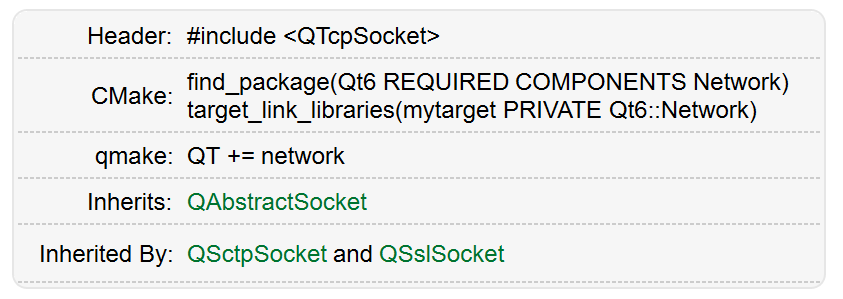 Header: #include <QTcpSocket>
CMake: find_package(Qt6 REQUIRED COMPONENTS Network)
target_link_libraries(mytarget PRIVATE Qt6::Network)
qmake: QT += network
Inherits: QAbstractSocket
Inherited By: QSctpSocket and QSslSocket